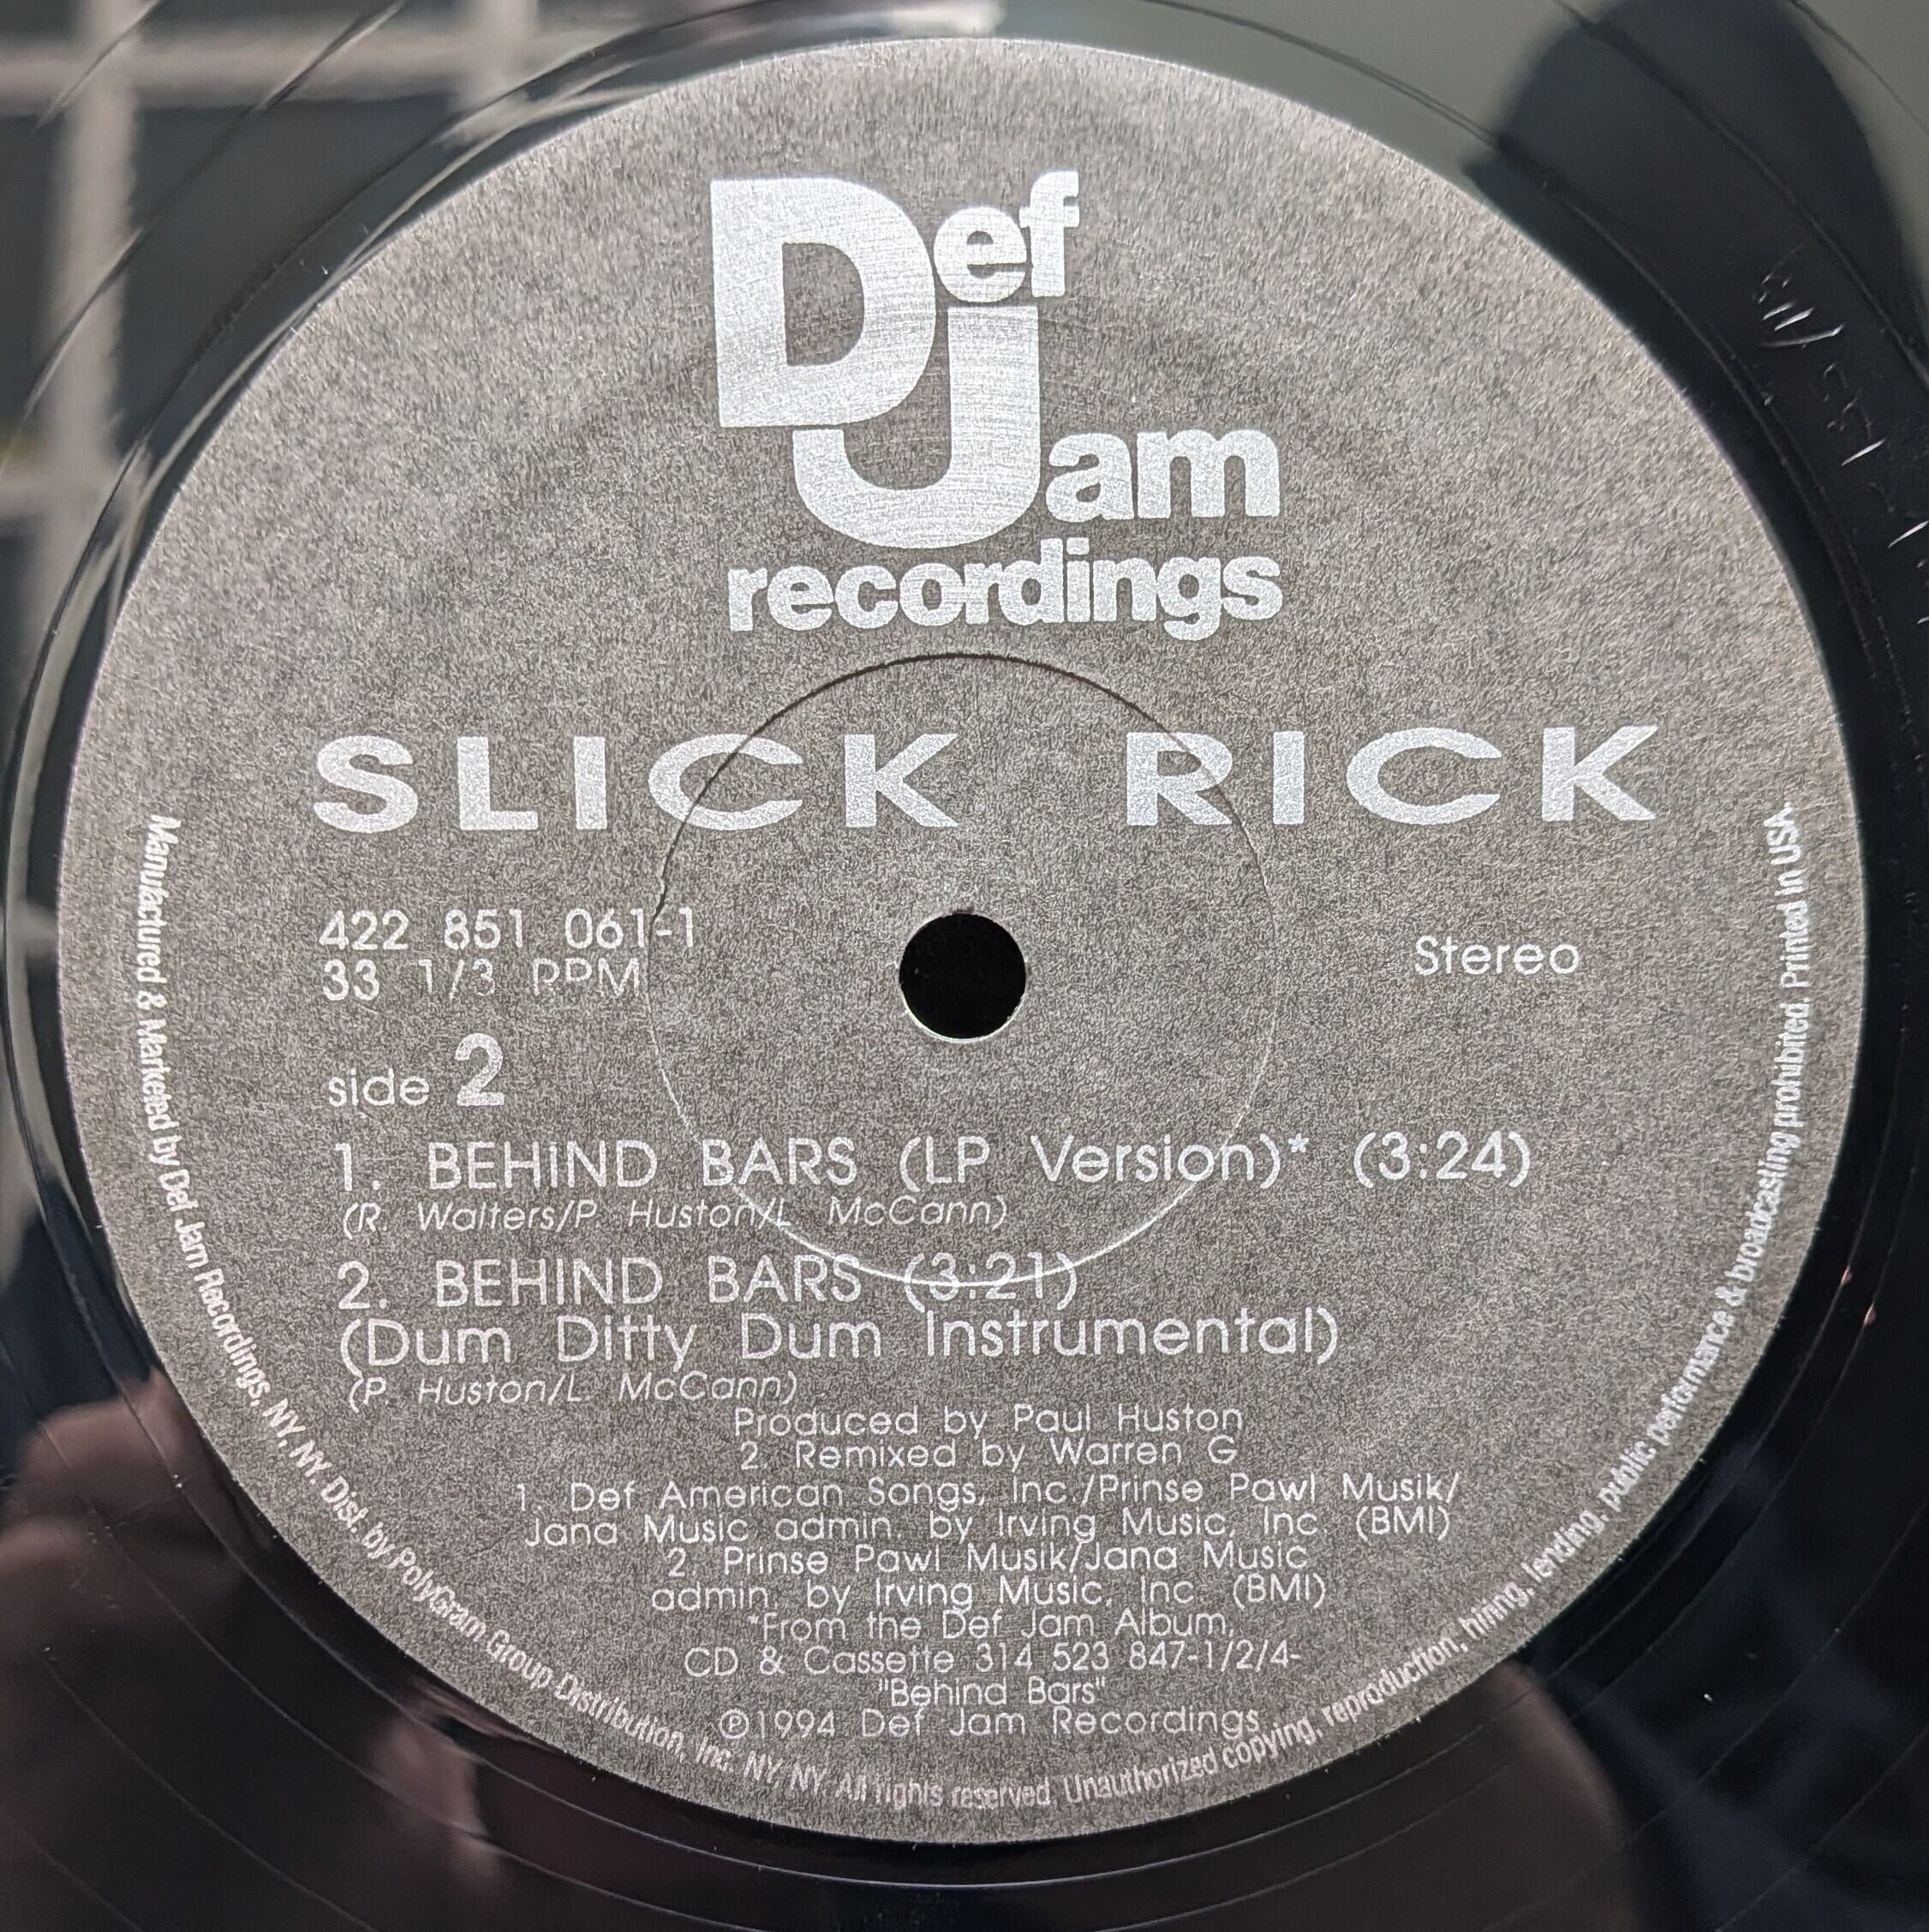 Def
Jam
recordings
SLICK RICK
422 851 061-1
33 1/3 RPM
Stereo
side 2
1. BEHIND BARS (LP Version)* (3:24)
(R. Walters/P. Huston/L. McCann)
2. BEHIND BARS (3:21)
(Dum Ditty Dum Instrumental)
(P. Huston/L. McCann)
Produced by Paul Huston
2. Remixed by Warren G
1. Def American Songs, Inc./Prinse Pawl Musik/
Jana Music admin. by Irving Music, Inc. (BMI)
2. Prinse Pawl Musik/Jana Music
admin. by Irving Music, Inc. (BMI)
*From the Def Jam Album,
CD & Cassette 314 523 847-1/2/4-
"Behind Bars"
℗1994 Def Jam Recordings
Manufactured & Marketed by Def Jam Recordings, NY, NY. Dist. by PolyGram Group Distribution, Inc. NY, NY. All rights reserved. Unauthorized copying, reproduction, hiring, lending, public performance & broadcasting prohibited. Printed in USA.